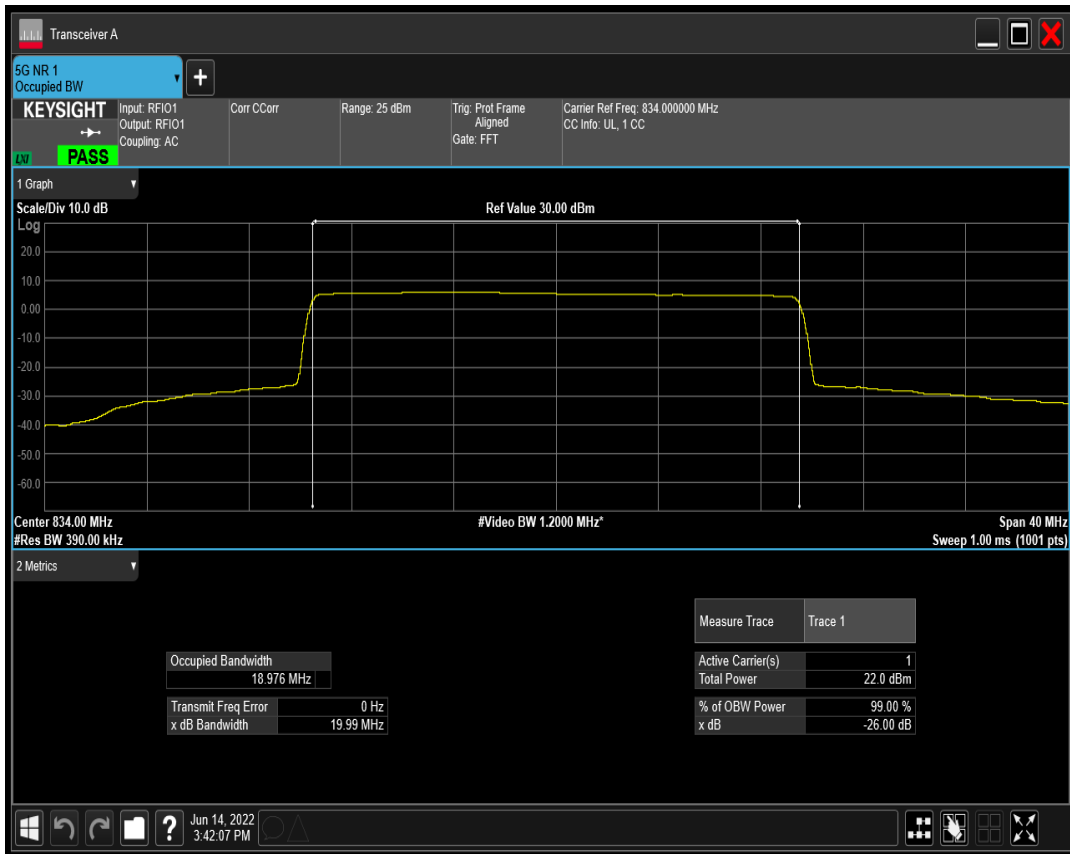 Transceiver A
5G NR 1
Occupied BW
+
KEYSIGHT
LXI
PASS
Input: RFIO1
Output: RFIO1
Coupling: AC
Corr CCorr
Range: 25 dBm
Trig: Prot Frame
Aligned
Gate: FFT
Carrier Ref Freq: 834.000000 MHz
CC Info: UL, 1 CC
1 Graph
Scale/Div 10.0 dB
Ref Value 30.00 dBm
Log
20.0
10.0
0.00
-10.0
-20.0
-30.0
-40.0
-50.0
-60.0
Center 834.00 MHz
#Video BW 1.2000 MHz*
Span 40 MHz
#Res BW 390.00 kHz
Sweep 1.00 ms (1001 pts)
2 Metrics
Measure Trace Trace 1
Occupied Bandwidth
18.976 MHz
Active Carrier(s) 1
Total Power 22.0 dBm
Transmit Freq Error 0 Hz
x dB Bandwidth 19.99 MHz
% of OBW Power 99.00 %
x dB -26.00 dB
?
Jun 14, 2022
3:42:07 PM